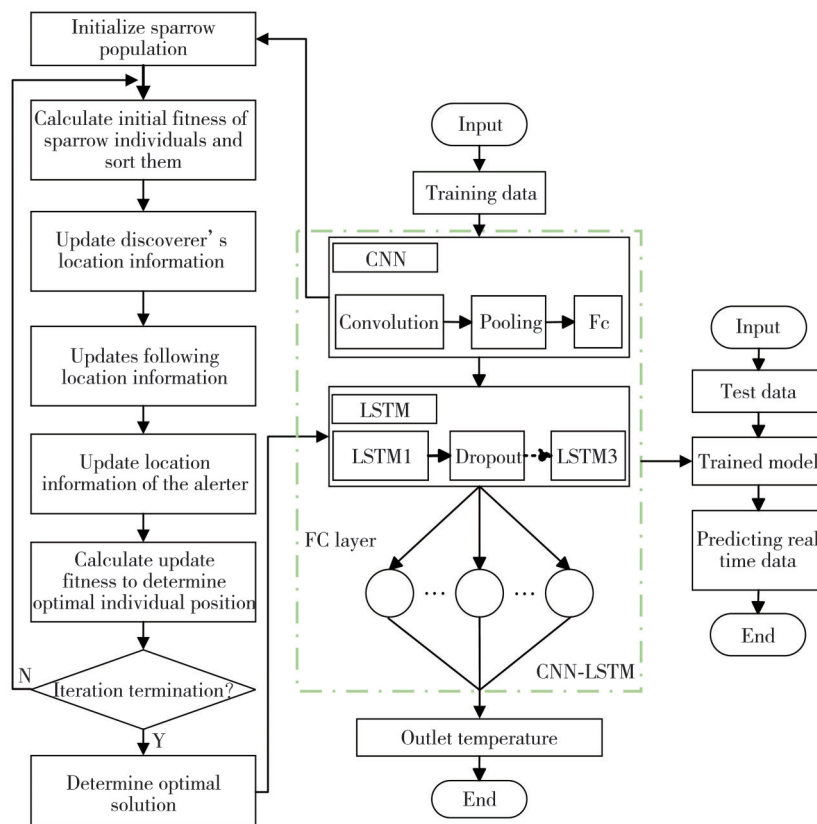 Initialize sparrow
population
Calculate initial fitness of
sparrow individuals and
sort them
Update discoverer's
location information
Updates following
location information
Update location
information of the alerter
Calculate update
fitness to determine
optimal individual position
N
Iteration termination?
Y
Determine optimal
solution
Input
Training data
CNN
Convolution
Pooling
Fc
LSTM
LSTM1
Dropout
LSTM3
FC layer
...
...
CNN-LSTM
Outlet temperature
End
Input
Test data
Trained model
Predicting real
time data
End